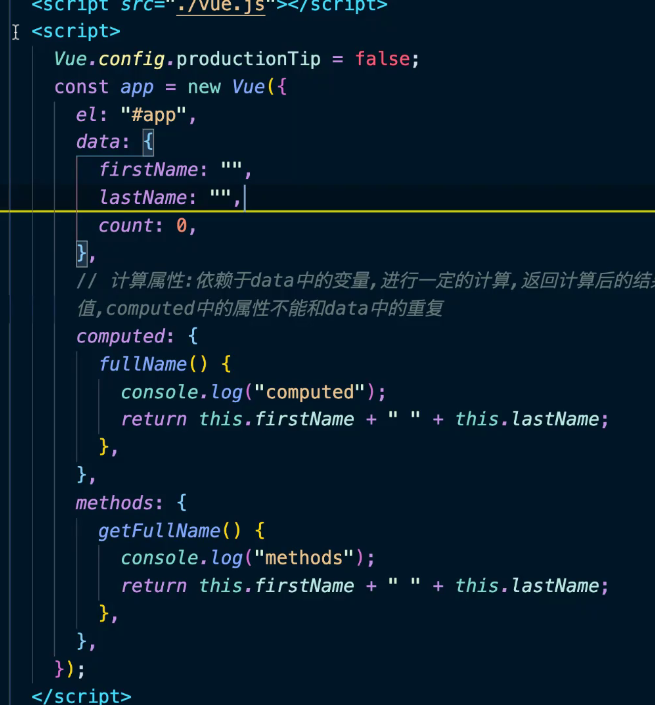 <script src="./vue.js"></script>
<script>
Vue.config.productionTip = false;
const app = new Vue({
el: "#app",
data: {
firstName: "",
lastName: "",
count: 0,
},
// 计算属性:依赖于data中的变量,进行一定的计算,返回计算后的结果
值,computed中的属性不能和data中的重复
computed: {
fullName() {
console.log("computed");
return this.firstName + " " + this.lastName;
},
},
methods: {
getFullName() {
console.log("methods");
return this.firstName + " " + this.lastName;
},
},
});
</script>